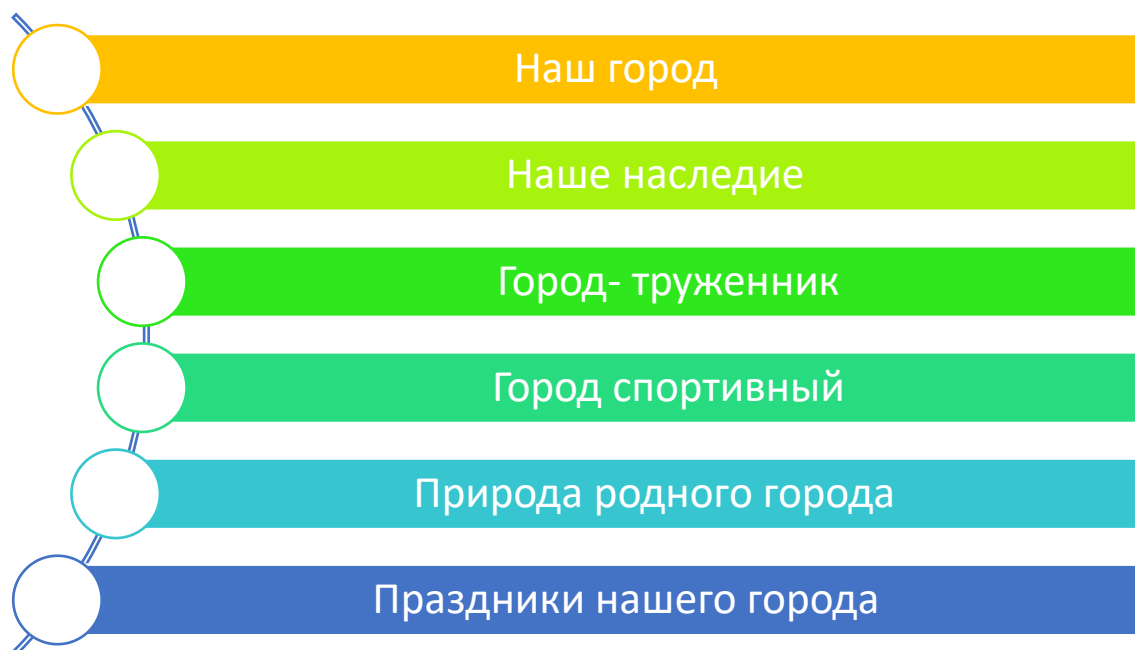 Наш город
Наше наследие
Город- труженник
Город спортивный
Природа родного города
Праздники нашего города